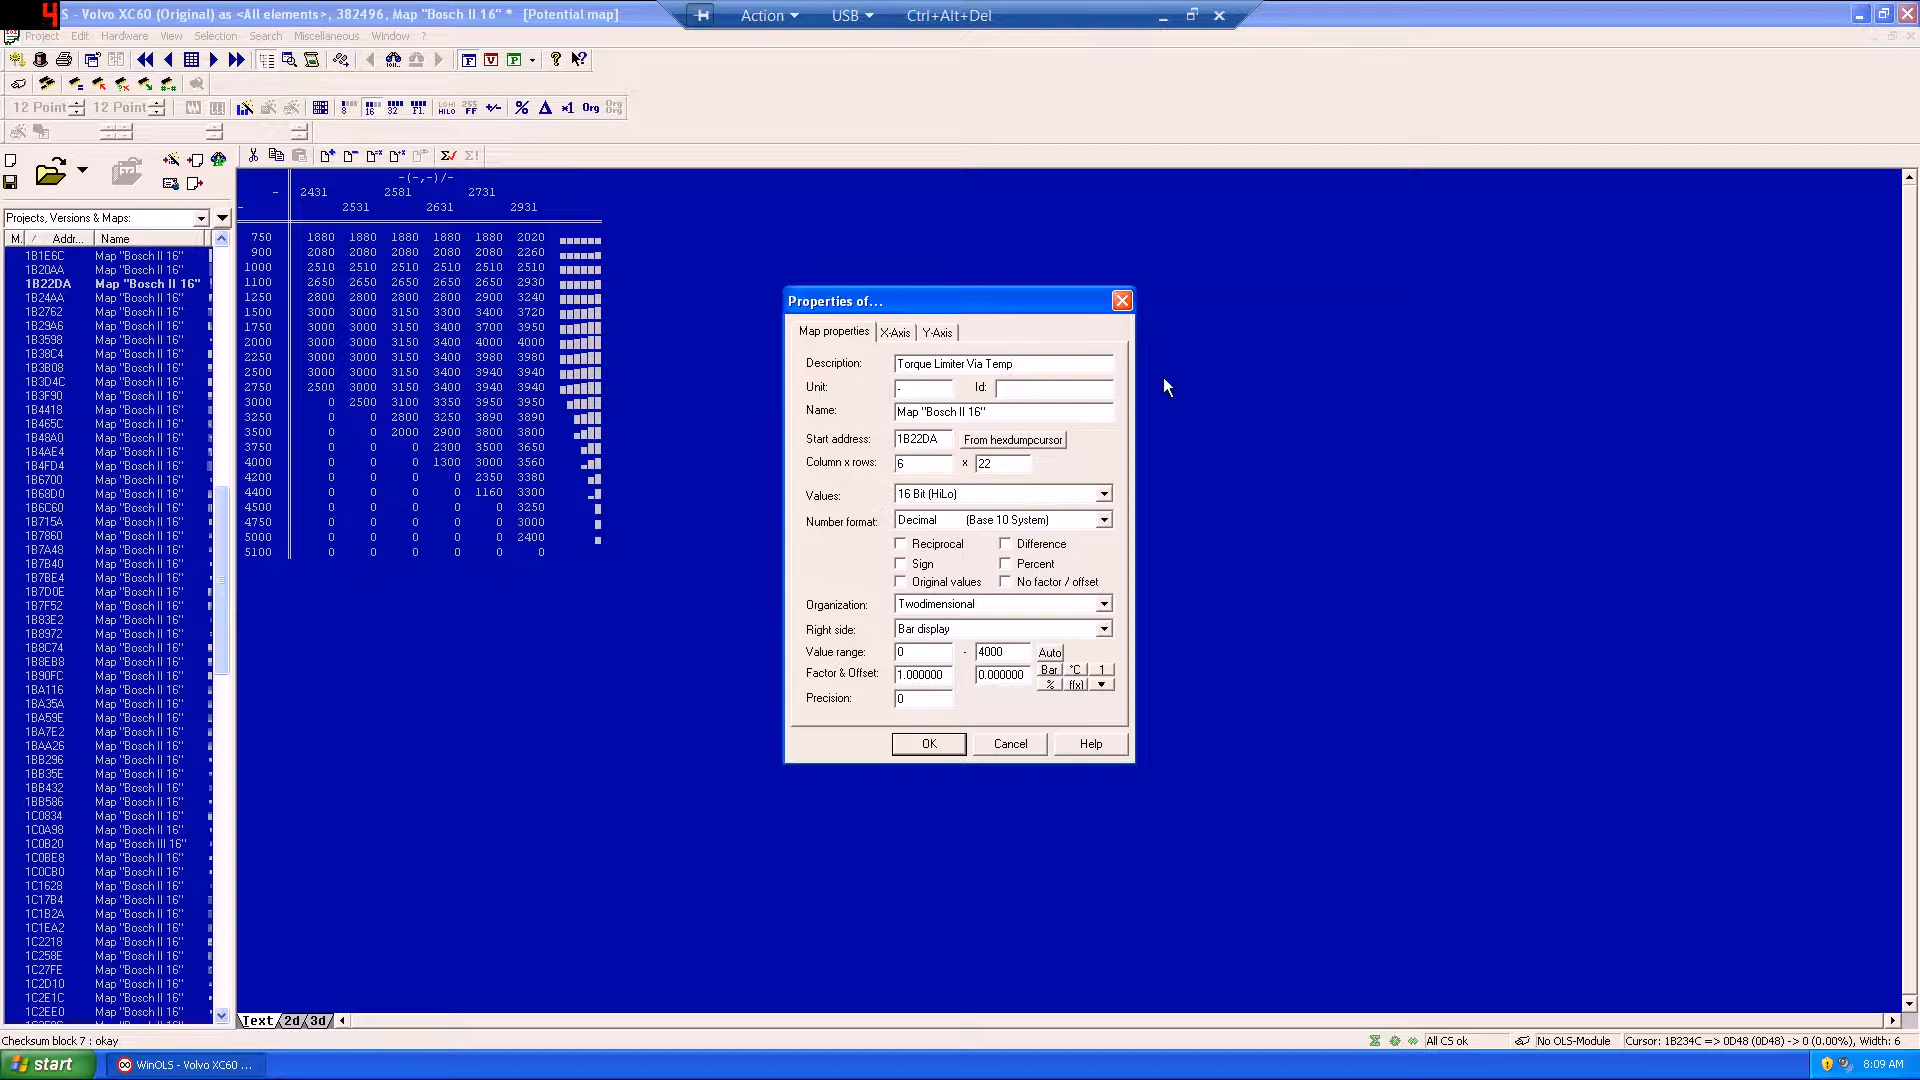 4 S - Volvo XC60 (Original) as <All elements>, 382496, Map "Bosch II 16" * [Potential map]
Action USB Ctrl+Alt+Del
Project Edit Hardware View Selection Search Miscellaneous Window ?
12 Point 12 Point 8 16 32 LOHI HILO 255 FF +/- % Δ ×1 Org Org
Projects, Versions & Maps:
M. / Addr... Name
1B1E6C Map "Bosch II 16"
1B20AA Map "Bosch II 16"
1B22DA Map "Bosch II 16"
1B24AA Map "Bosch II 16"
1B2762 Map "Bosch II 16"
1B29A6 Map "Bosch II 16"
1B3598 Map "Bosch II 16"
1B38C4 Map "Bosch II 16"
1B3B08 Map "Bosch II 16"
1B3D4C Map "Bosch II 16"
1B3F90 Map "Bosch II 16"
1B4418 Map "Bosch II 16"
1B465C Map "Bosch II 16"
1B48A0 Map "Bosch II 16"
1B4AE4 Map "Bosch II 16"
1B4FD4 Map "Bosch II 16"
1B6700 Map "Bosch II 16"
1B68D0 Map "Bosch II 16"
1B6C60 Map "Bosch II 16"
1B715A Map "Bosch II 16"
1B7860 Map "Bosch II 16"
1B7A48 Map "Bosch II 16"
1B7B40 Map "Bosch II 16"
1B7BE4 Map "Bosch II 16"
1B7D0E Map "Bosch II 16"
1B7F52 Map "Bosch II 16"
1B83E2 Map "Bosch II 16"
1B8972 Map "Bosch II 16"
1B8C74 Map "Bosch II 16"
1B8EB8 Map "Bosch II 16"
1B90FC Map "Bosch II 16"
1BA116 Map "Bosch II 16"
1BA35A Map "Bosch II 16"
1BA59E Map "Bosch II 16"
1BA7E2 Map "Bosch II 16"
1BAA26 Map "Bosch II 16"
1BB296 Map "Bosch II 16"
1BB35E Map "Bosch II 16"
1BB432 Map "Bosch II 16"
1BB586 Map "Bosch II 16"
1C0834 Map "Bosch II 16"
1C0A98 Map "Bosch II 16"
1C0B20 Map "Bosch III 16"
1C0BE8 Map "Bosch II 16"
1C0CB0 Map "Bosch II 16"
1C1628 Map "Bosch II 16"
1C17B4 Map "Bosch II 16"
1C1B2A Map "Bosch II 16"
1C1EA2 Map "Bosch II 16"
1C2218 Map "Bosch II 16"
1C258E Map "Bosch II 16"
1C27FE Map "Bosch II 16"
1C2D10 Map "Bosch II 16"
1C2E1C Map "Bosch II 16"
1C2EE0 Map "Bosch II 16"
-(-,-)/-
- 2431 2581 2731
- 2531 2631 2931
750 1880 1880 1880 1880 1880 2020
900 2080 2080 2080 2080 2080 2260
1000 2510 2510 2510 2510 2510 2510
1100 2650 2650 2650 2650 2650 2930
1250 2800 2800 2800 2800 2900 3240
1500 3000 3000 3150 3300 3400 3720
1750 3000 3000 3150 3400 3700 3950
2000 3000 3000 3150 3400 4000 4000
2250 3000 3000 3150 3400 3980 3980
2500 3000 3000 3150 3400 3940 3940
2750 2500 3000 3150 3400 3940 3940
3000 0 2500 3100 3350 3950 3950
3250 0 0 2800 3250 3890 3890
3500 0 0 2000 2900 3800 3800
3750 0 0 0 2300 3500 3650
4000 0 0 0 1300 3000 3560
4200 0 0 0 0 2350 3380
4400 0 0 0 0 1160 3300
4500 0 0 0 0 0 3250
4750 0 0 0 0 0 3000
5000 0 0 0 0 0 2400
5100 0 0 0 0 0 0
Properties of...
Map properties X-Axis Y-Axis
Description: Torque Limiter Via Temp
Unit: - Id:
Name: Map "Bosch II 16"
Start address: 1B22DA From hexdumpcursor
Column x rows: 6 x 22
Values: 16 Bit (HiLo)
Number format: Decimal (Base 10 System)
Reciprocal Difference
Sign Percent
Original values No factor / offset
Organization: Twodimensional
Right side: Bar display
Value range: 0 - 4000 Auto
Factor & Offset: 1.000000 0.000000 Bar °C 1
% f(x)
Precision: 0
OK Cancel Help
Text 2d 3d
Checksum block 7 : okay All CS ok No OLS-Module Cursor: 1B234C => 0D48 (0D48) -> 0 (0.00%), Width: 6
start WinOLS - Volvo XC60 ... 8:09 AM